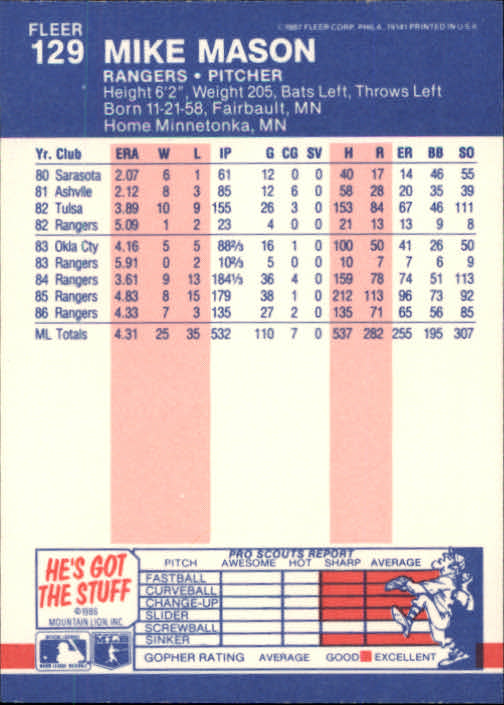 FLEER
129
MIKE MASON
© 1987 FLEER CORP. PHILA. 19141 PRINTED IN U.S.A.
RANGERS • PITCHER
Height 6'2", Weight 205, Bats Left, Throws Left
Born 11-21-58, Fairbault, MN
Home Minnetonka, MN
Yr. Club ERA W L IP G CG SV H R ER BB SO
80 Sarasota 2.07 6 1 61 12 0 0 40 17 14 46 55
81 Ashvlle 2.12 8 3 85 12 6 0 58 28 20 35 39
82 Tulsa 3.89 10 9 155 26 3 0 153 84 67 46 111
82 Rangers 5.09 1 2 23 4 0 0 21 13 13 9 8
83 Okla Cty 4.16 5 5 88⅔ 16 1 0 100 50 41 26 50
83 Rangers 5.91 0 2 10⅔ 5 0 0 10 7 7 6 9
84 Rangers 3.61 9 13 184⅓ 36 4 0 159 78 74 51 113
85 Rangers 4.83 8 15 179 38 1 0 212 113 96 73 92
86 Rangers 4.33 7 3 135 27 2 0 135 71 65 56 85
ML Totals 4.31 25 35 532 110 7 0 537 282 255 195 307
HE'S GOT
THE STUFF
©1986
MOUNTAIN LION, INC
PRO SCOUTS REPORT
PITCH AWESOME HOT SHARP AVERAGE
FASTBALL
CURVEBALL
CHANGE-UP
SLIDER
SCREWBALL
SINKER
GOPHER RATING AVERAGE GOOD EXCELLENT
MLB